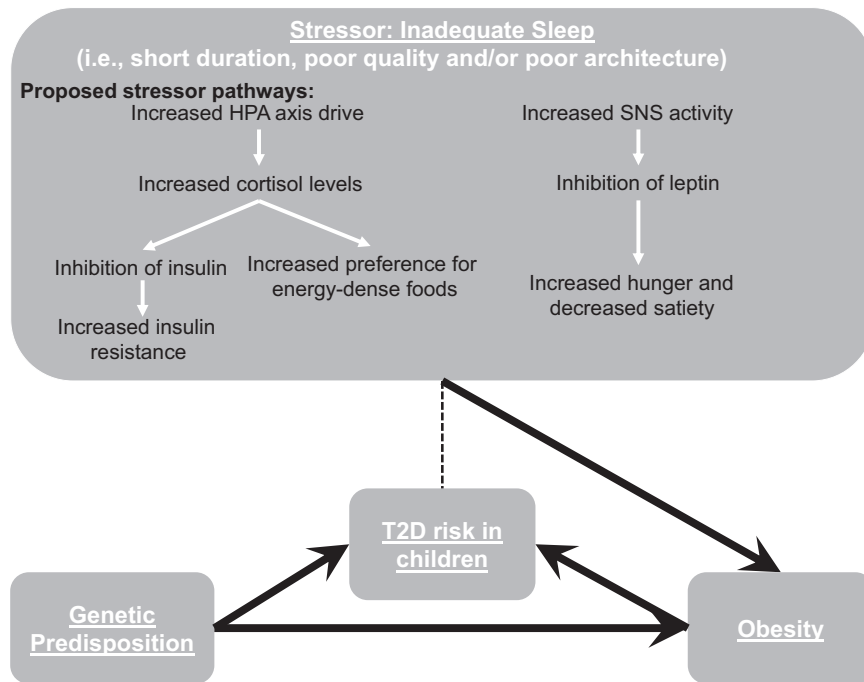 Stressor: Inadequate Sleep
(i.e., short duration, poor quality and/or poor architecture)
Proposed stressor pathways:
Increased HPA axis drive
Increased cortisol levels
Inhibition of insulin
Increased insulin
resistance
Increased preference for
energy-dense foods
Increased SNS activity
Inhibition of leptin
Increased hunger and
decreased satiety
T2D risk in
children
Genetic
Predisposition
Obesity